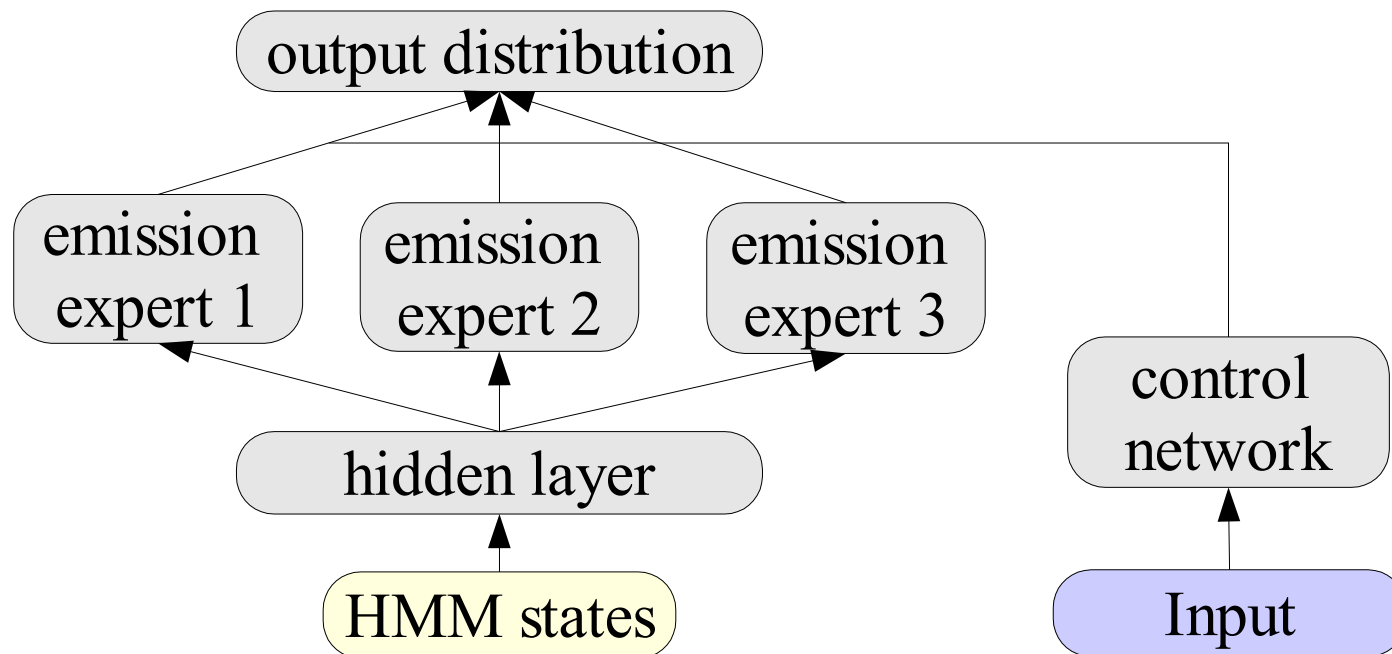 output distribution
emission
expert 1
emission
expert 2
emission
expert 3
control
network
hidden layer
HMM states
Input